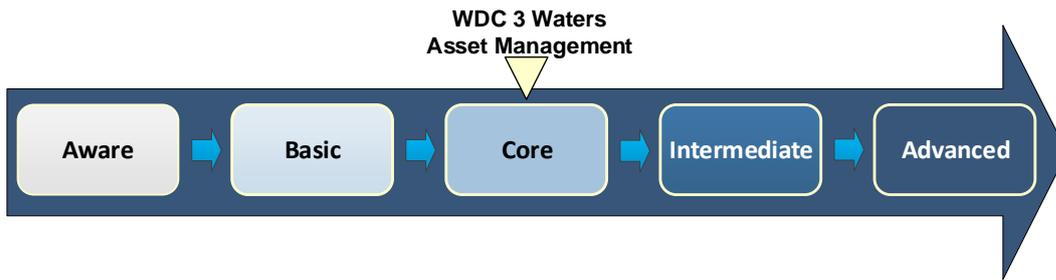 WDC 3 Waters
Asset Management
Aware
Basic
Core
Intermediate
Advanced